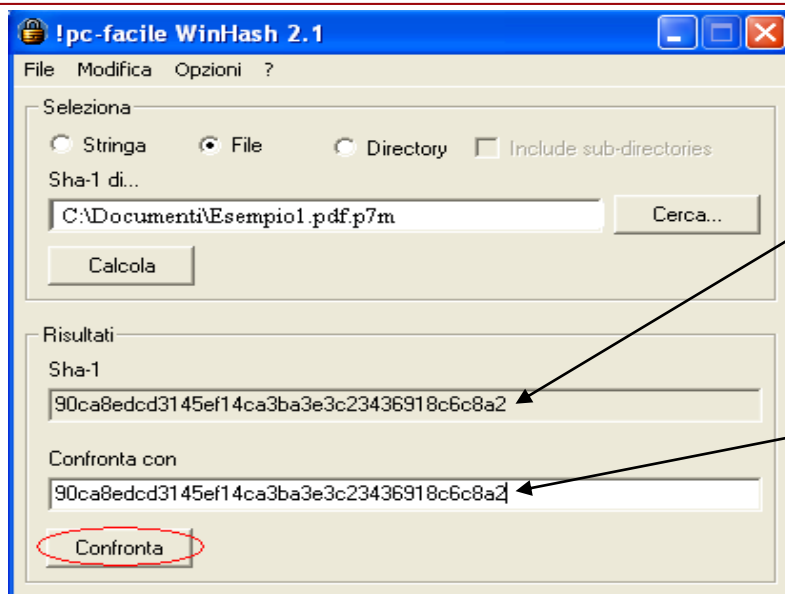 !pc-facile WinHash 2.1
File Modifica Opzioni ?
Seleziona
Stringa File Directory Include sub-directories
Sha-1 di...
C:\Documenti\Esempio1.pdf.p7m Cerca...
Calcola
Risultati
Sha-1
90ca8edcd3145ef14ca3ba3e3c23436918c6c8a2
Confronta con
90ca8edcd3145ef14ca3ba3e3c23436918c6c8a2
Confronta